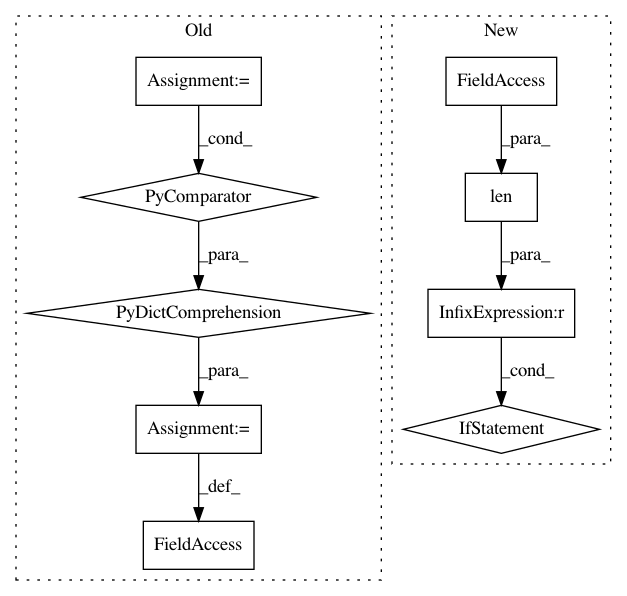 Old
Assignment:=
_cond_
PyComparator
_para_
PyDictComprehension
_para_
Assignment:=
_def_
FieldAccess
New
FieldAccess
_para_
len
_para_
InfixExpression:r
_cond_
IfStatement